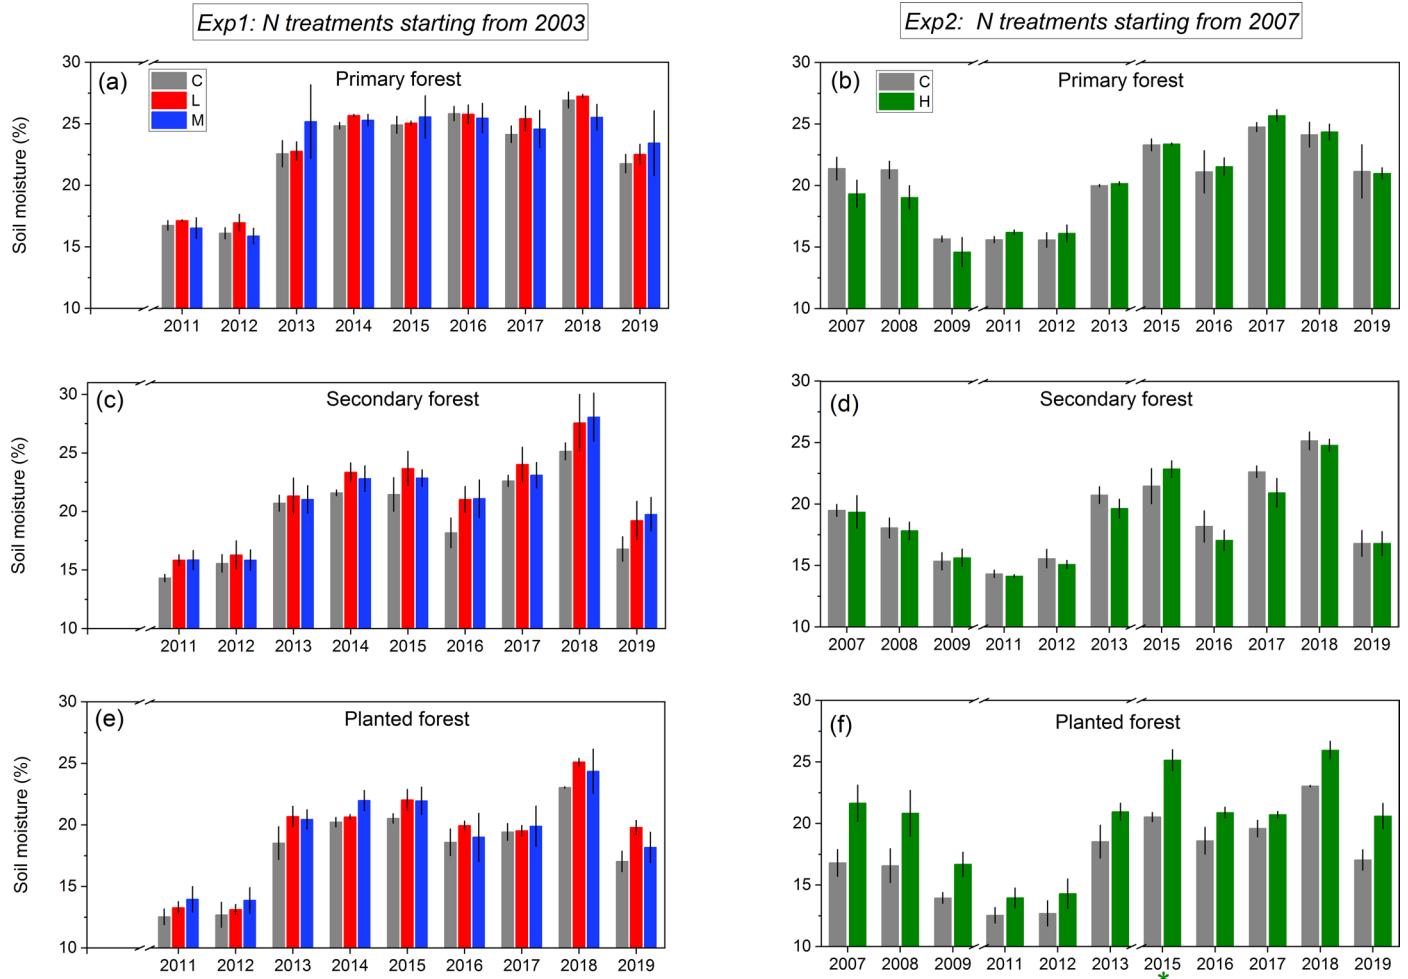 Exp1: N treatments starting from 2003
Exp2: N treatments starting from 2007
(a)
Primary forest
C
L
M
Soil moisture (%)
30
25
20
15
10
2011 2012 2013 2014 2015 2016 2017 2018 2019
(b)
Primary forest
C
H
30
25
20
15
10
2007 2008 2009 2011 2012 2013 2015 2016 2017 2018 2019
(c)
Secondary forest
Soil moisture (%)
30
25
20
15
10
2011 2012 2013 2014 2015 2016 2017 2018 2019
(d)
Secondary forest
30
25
20
15
10
2007 2008 2009 2011 2012 2013 2015 2016 2017 2018 2019
(e)
Planted forest
Soil moisture (%)
30
25
20
15
10
2011 2012 2013 2014 2015 2016 2017 2018 2019
(f)
Planted forest
30
25
20
15
10
2007 2008 2009 2011 2012 2013 2015 2016 2017 2018 2019
*